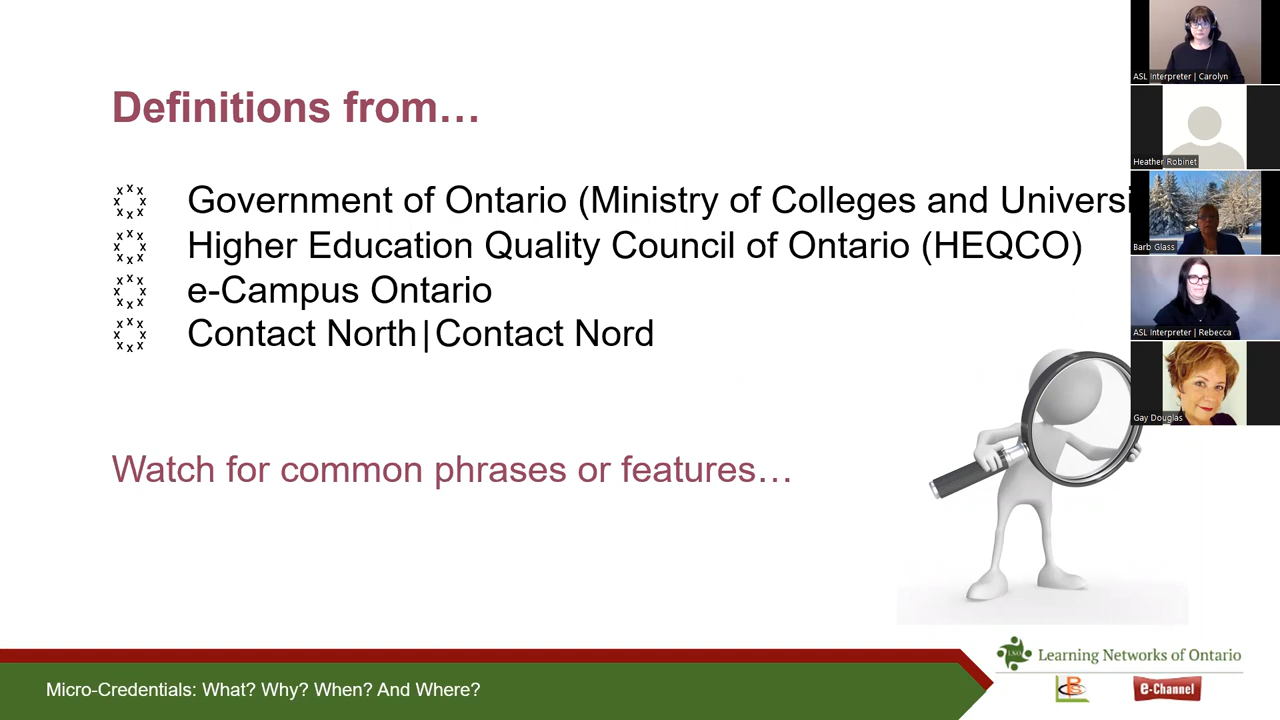 Definitions from…
Government of Ontario (Ministry of Colleges and Universi
Higher Education Quality Council of Ontario (HEQCO)
e-Campus Ontario
Contact North|Contact Nord
Watch for common phrases or features…
Micro-Credentials: What? Why? When? And Where?
LNO
Learning Networks of Ontario
e-Channel
ASL Interpreter | Carolyn
Heather Robinet
Barb Glass
ASL Interpreter | Rebecca
Gay Douglas